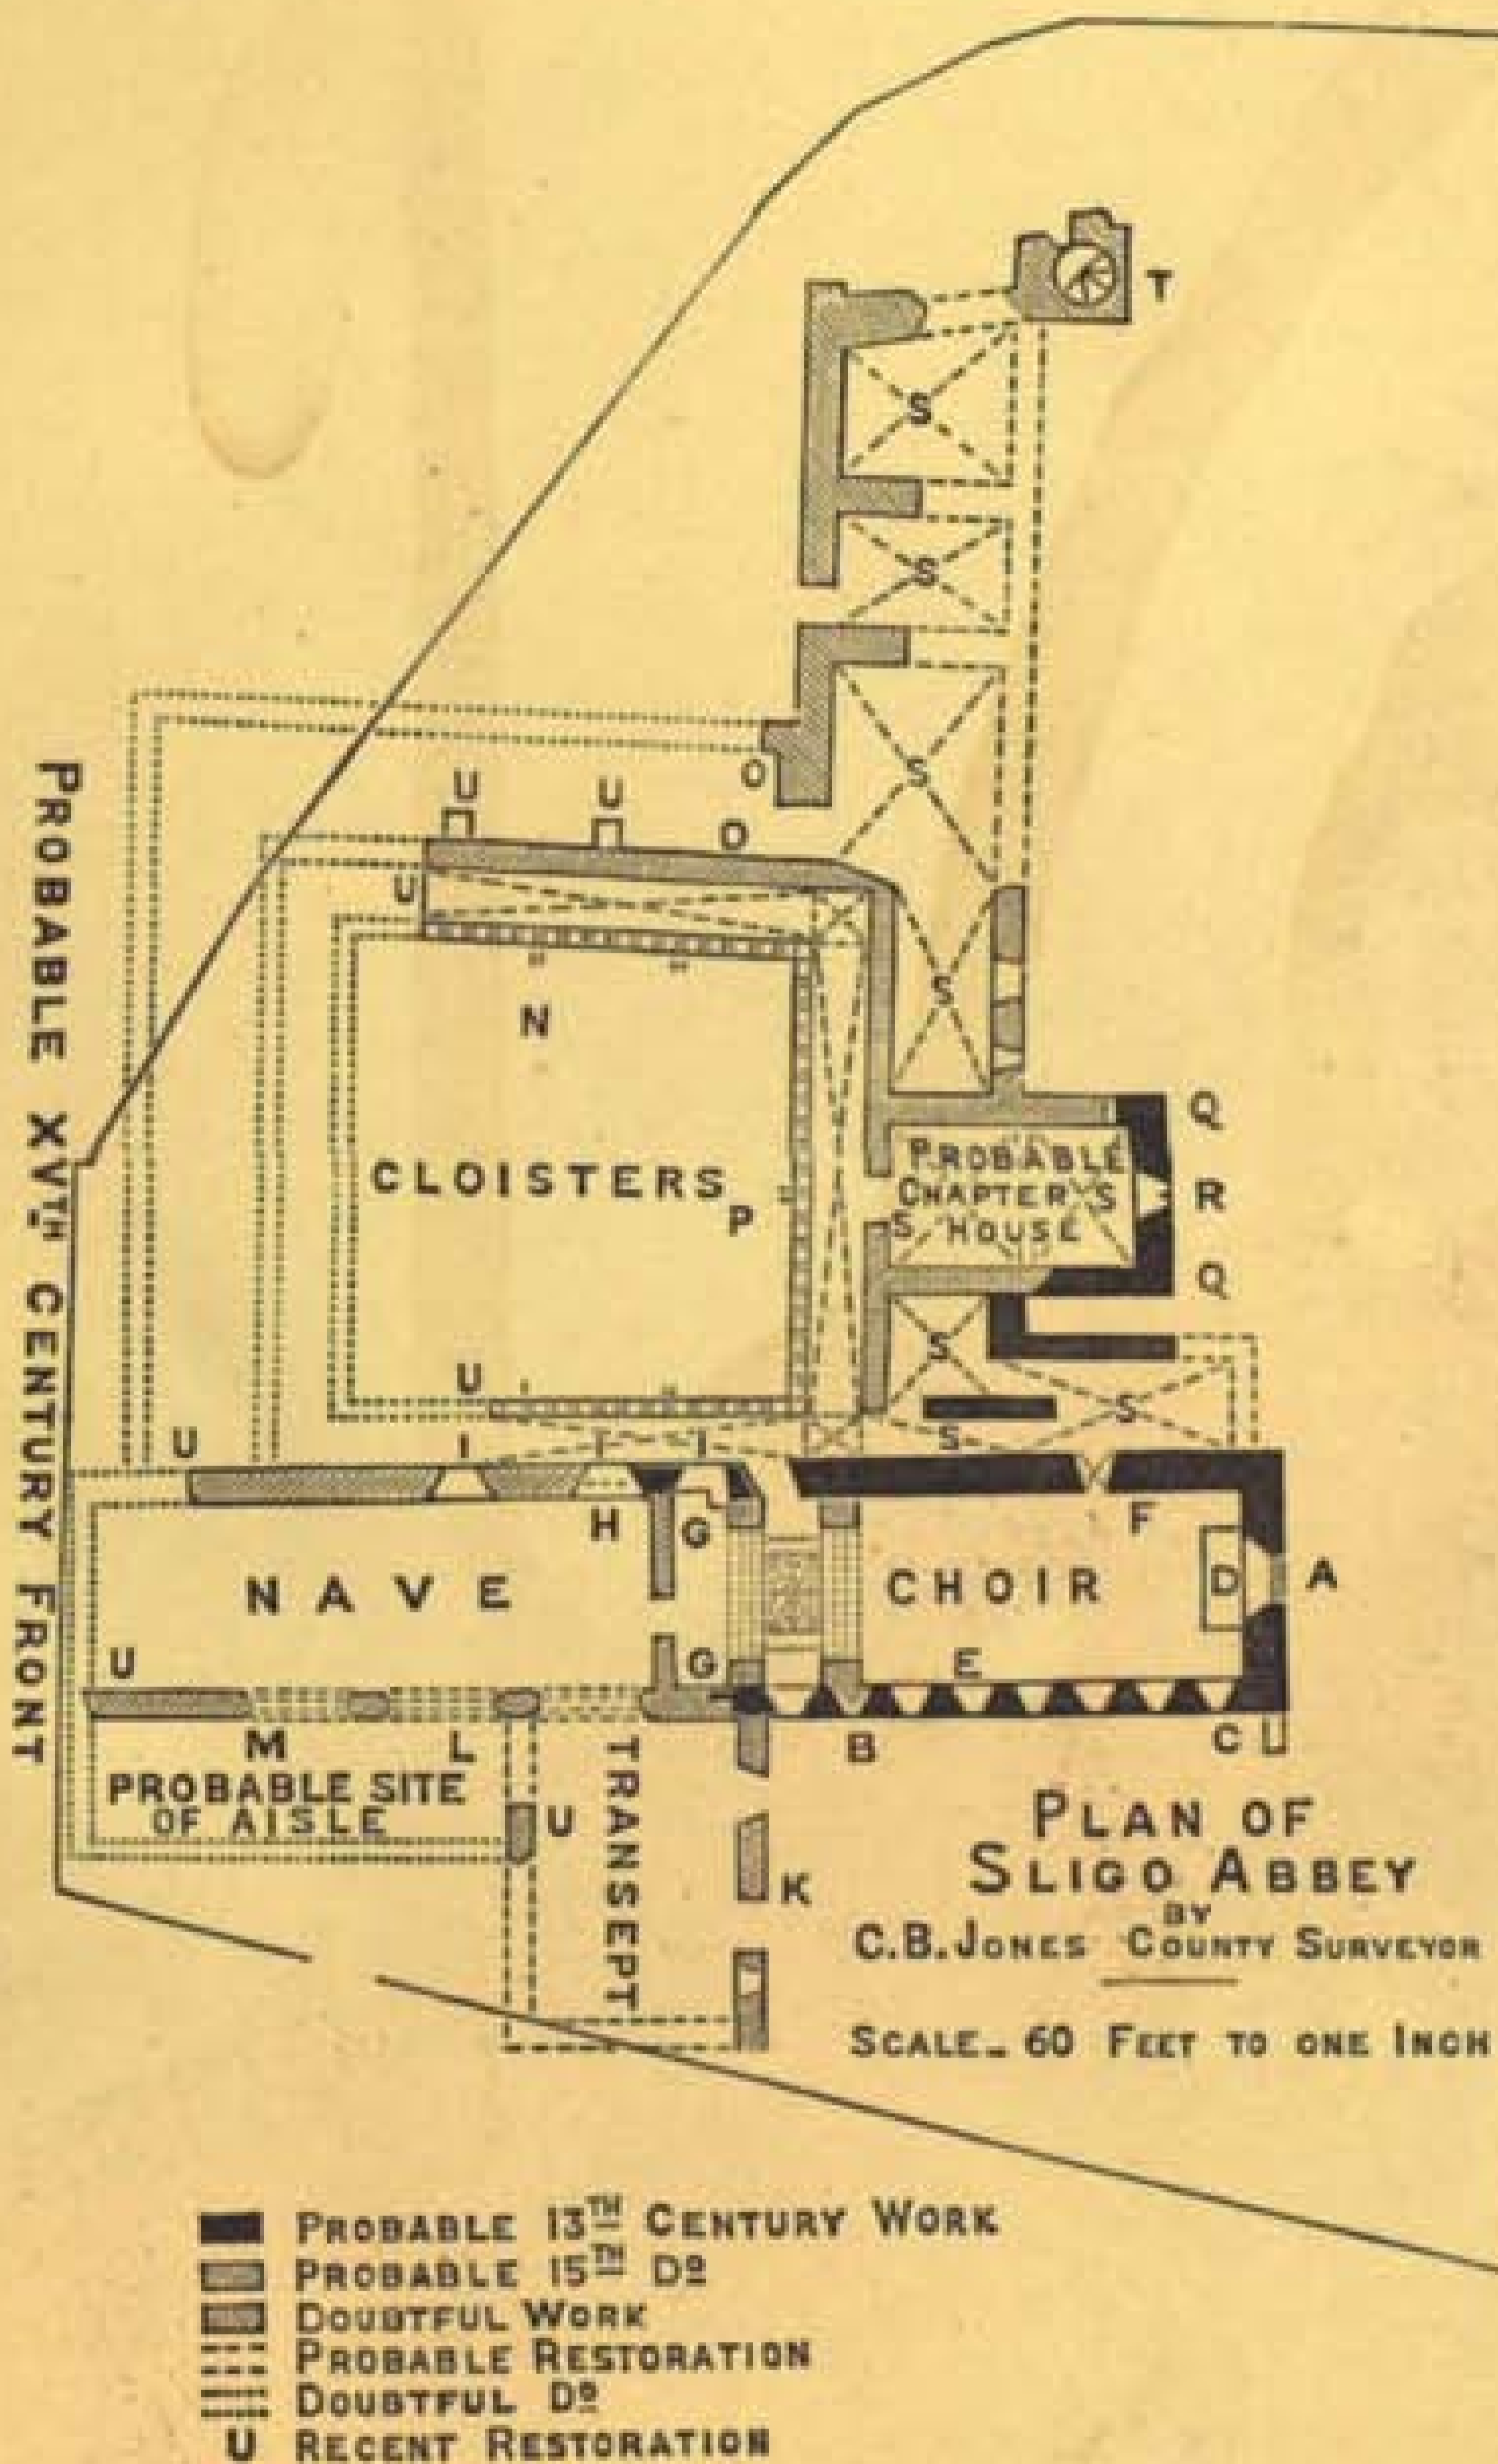 T
S
S
S
O
U
U
O
U
S
N
PROBABLE XVTH CENTURY FRONT
CLOISTERS
P
PROBABLE
CHAPTER S
S HOUSE
Q
R
Q
S
U
S
S
U
I
I
I
H
G
F
NAVE
CHOIR
D
A
U
G
E
M
L
B
C
U
PROBABLE SITE
OF AISLE
U
TRANSEPT
K
PLAN OF
SLIGO ABBEY
BY
C.B. JONES COUNTY SURVEYOR
SCALE_ 60 FEET TO ONE INCH
PROBABLE 13TH CENTURY WORK
PROBABLE 15TH Do
DOUBTFUL WORK
PROBABLE RESTORATION
DOUBTFUL Do
U RECENT RESTORATION